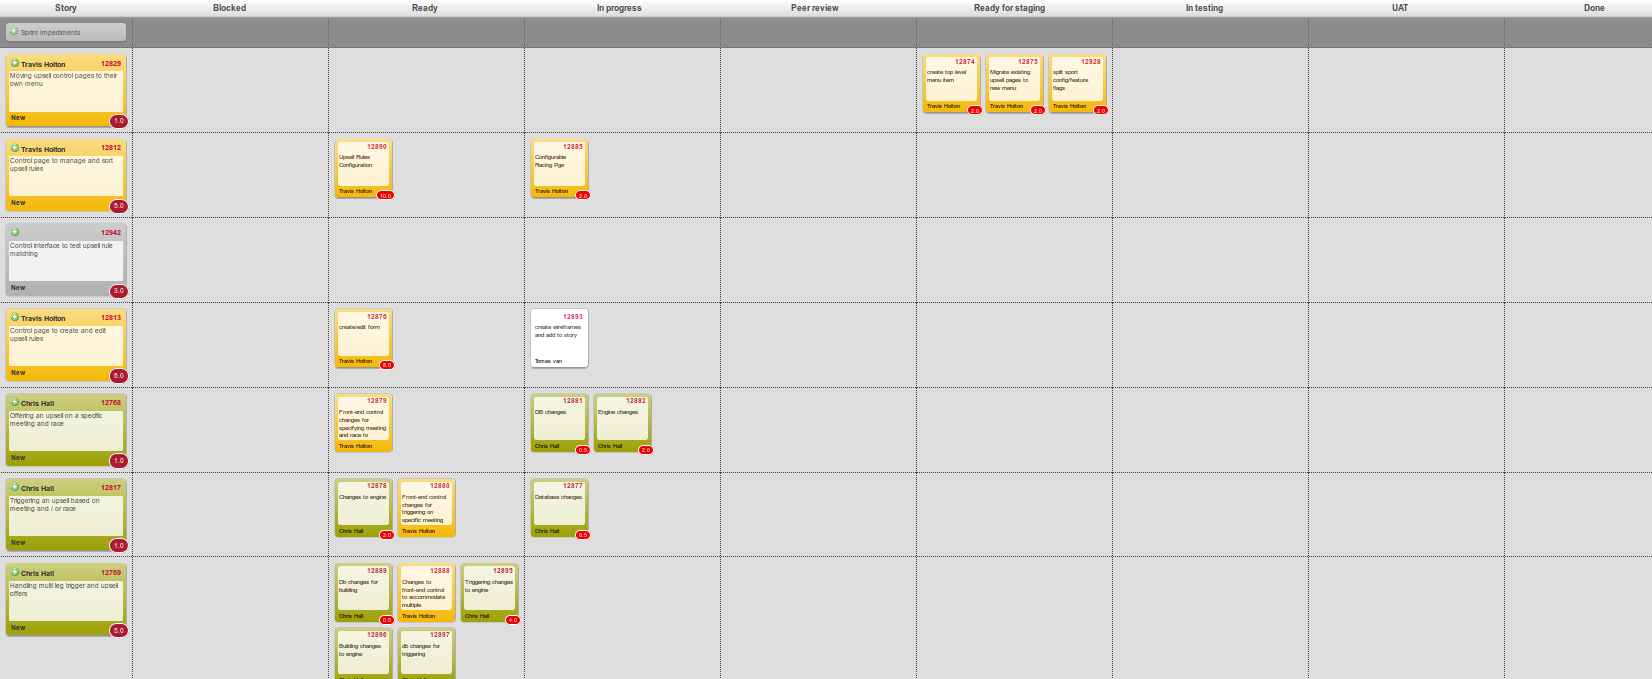 Story Blocked Ready In progress Peer review Ready for staging In testing UAT Done
Sprint impediments
Travis Holton 12829
Moving upsell control pages to their
own menu
New
1.0
12874
create top level
menu item
Travis Holton
2.0
12875
Migrate existing
upsell pages to
new menu
Travis Holton
2.0
12928
split sport
config/feature
flags
Travis Holton
2.0
Travis Holton 12812
Control page to manage and sort
upsell rules
New
5.0
12890
Upsell Rules
Configuration
Travis Holton
10.0
12885
Configurable
Racing Pge
Travis Holton
2.0
12942
Control interface to test upsell rule
matching
New
3.0
Travis Holton 12813
Control page to create and edit
upsell rules
New
6.0
12876
create/edit form
Travis Holton
8.0
12893
create wireframes
and add to story
Tomas van
Chris Hall 12768
Offering an upsell on a specific
meeting and race
New
1.0
12879
Front-end control
changes for
specifying meeting
and race to
Travis Holton
12881
DB changes
Chris Hall
0.5
12882
Engine changes
Chris Hall
2.0
Chris Hall 12817
Triggering an upsell based on
meeting and / or race
New
1.0
12878
Changes to engine
Chris Hall
2.0
12880
Front-end control
changes for
triggering on
specific meeting
Travis Holton
12877
Database changes
Chris Hall
0.5
Chris Hall 12769
Handling multi leg trigger and upsell
offers
New
5.0
12889
Db changes for
building
Chris Hall
0.5
12888
Changes to
front-end control
to accommodate
multiple
Travis Holton
12895
Triggering changes
to engine
Chris Hall
4.0
12896
Building changes
to engine
12897
db changes for
triggering